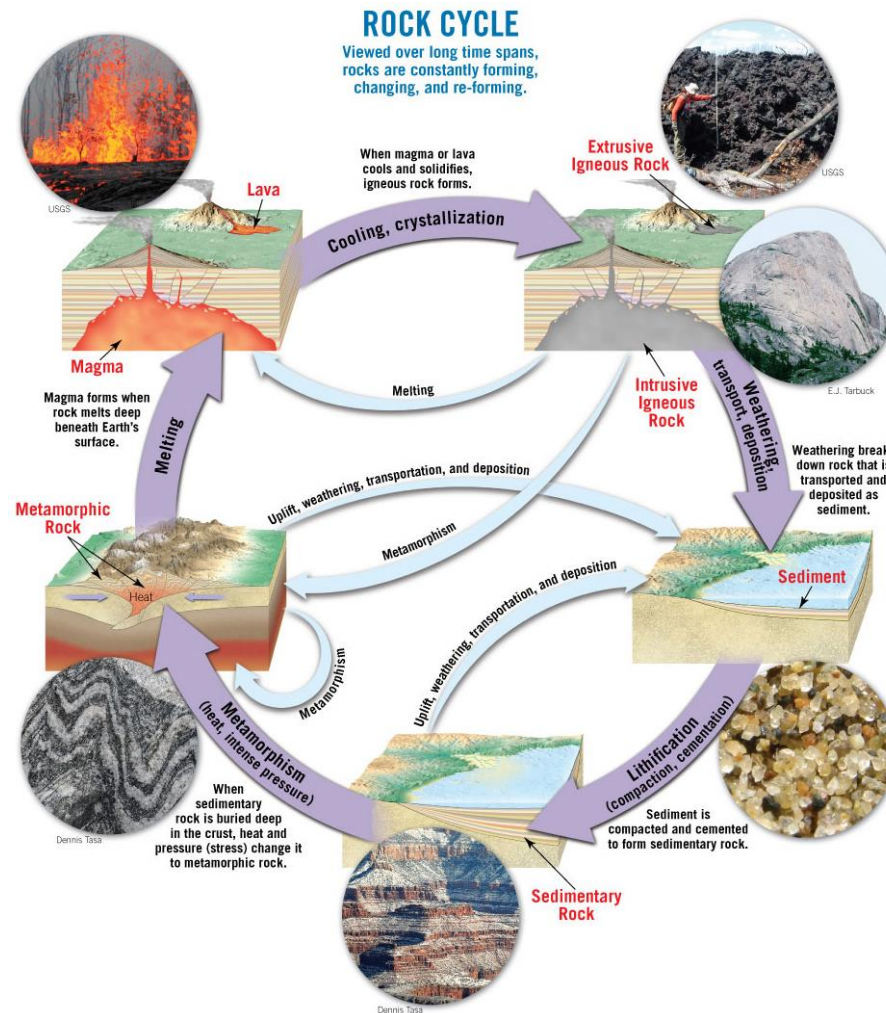 ROCK CYCLE
Viewed over long time spans,
rocks are constantly forming,
changing, and re-forming.
USGS
Lava
When magma or lava
cools and solidifies,
igneous rock forms.
Cooling, crystallization
Extrusive
Igneous Rock
USGS
Magma
Magma forms when
rock melts deep
beneath Earth's
surface.
Melting
Melting
Intrusive
Igneous
Rock
E.J. Tarbuck
Weathering,
transport, deposition
Weathering break
down rock that is
transported and
deposited as
sediment.
Metamorphic
Rock
Heat
Uplift, weathering, transportation, and deposition
Metamorphism
Sediment
Uplift, weathering, transportation, and deposition
Metamorphism
Metamorphism
(heat, intense pressure)
When
sedimentary
rock is buried deep
in the crust, heat and
pressure (stress) change it
to metamorphic rock.
Dennis Tasa
Lithification
(compaction, cementation)
Sediment is
compacted and cemented
to form sedimentary rock.
Sedimentary
Rock
Dennis Tasa